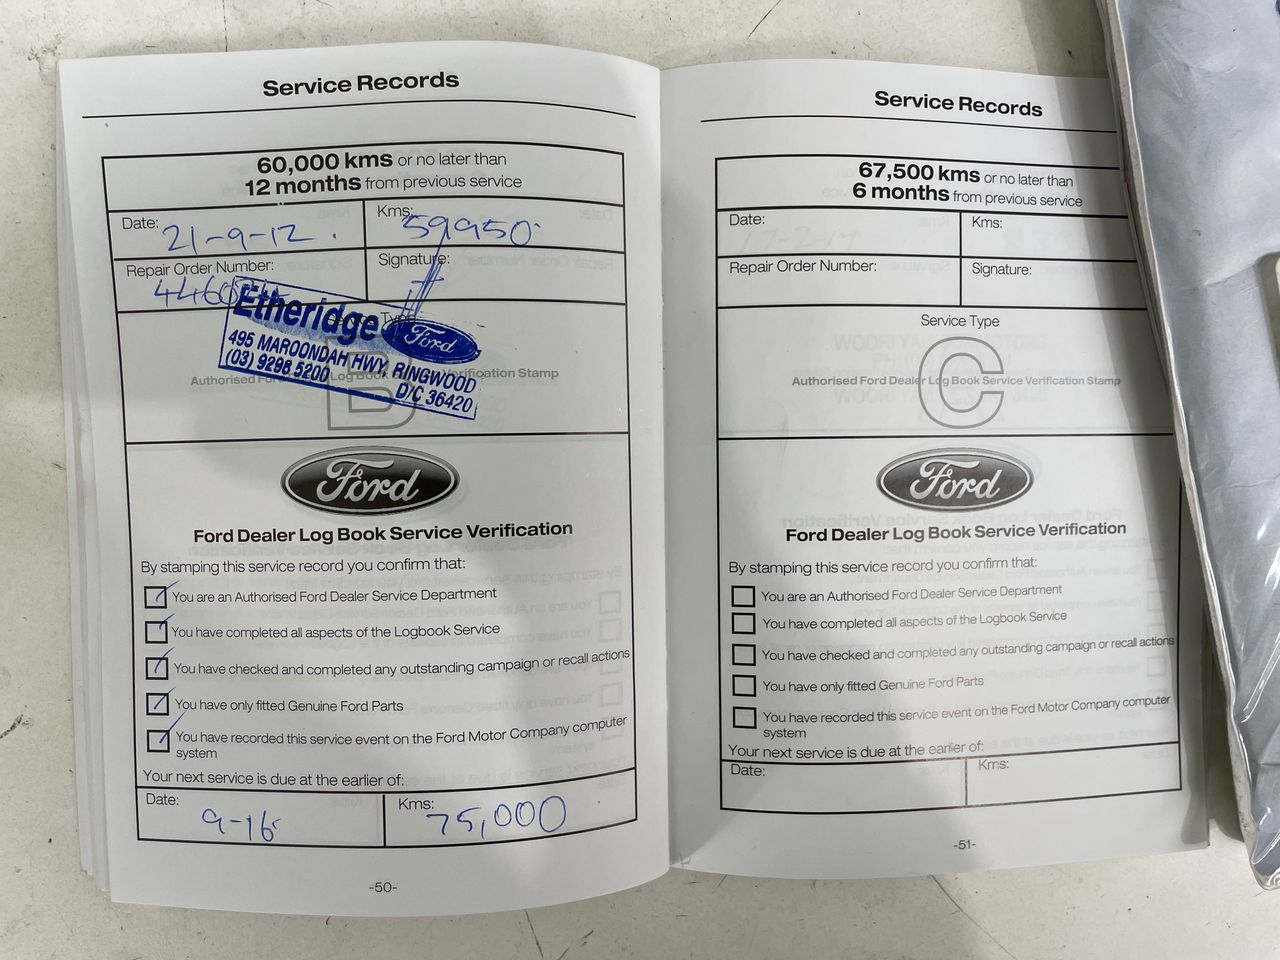 Service Records
60,000 kms or no later than
12 months from previous service
Date: 21-9-12.
Kms: 59950
Repair Order Number:
Signature:
Etheridge Ford
495 MAROONDAH HWY, RINGWOOD
(03) 9298 5200
D/C 36420
B
Ford
Ford Dealer Log Book Service Verification
By stamping this service record you confirm that:
You are an Authorised Ford Dealer Service Department
You have completed all aspects of the Logbook Service
You have checked and completed any outstanding campaign or recall actions
You have only fitted Genuine Ford Parts
You have recorded this service event on the Ford Motor Company computer
system
Your next service is due at the earlier of:
Date: 9-16
Kms: 75,000
-50-
Service Records
67,500 kms or no later than
6 months from previous service
Date:
Kms:
Repair Order Number:
Signature:
Service Type
C
Authorised Ford Dealer Log Book Service Verification Stamp
Ford
Ford Dealer Log Book Service Verification
By stamping this service record you confirm that:
You are an Authorised Ford Dealer Service Department
You have completed all aspects of the Logbook Service
You have checked and completed any outstanding campaign or recall actions
You have only fitted Genuine Ford Parts
You have recorded this service event on the Ford Motor Company computer
system
Your next service is due at the earlier of:
Date:
Kms:
-51-